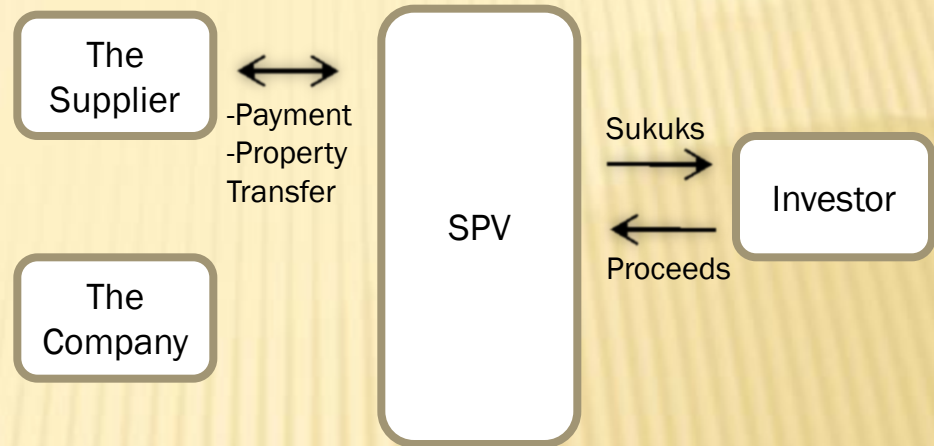 The
Supplier
-Payment
-Property
Transfer
The
Company
SPV
Sukuks
Proceeds
Investor